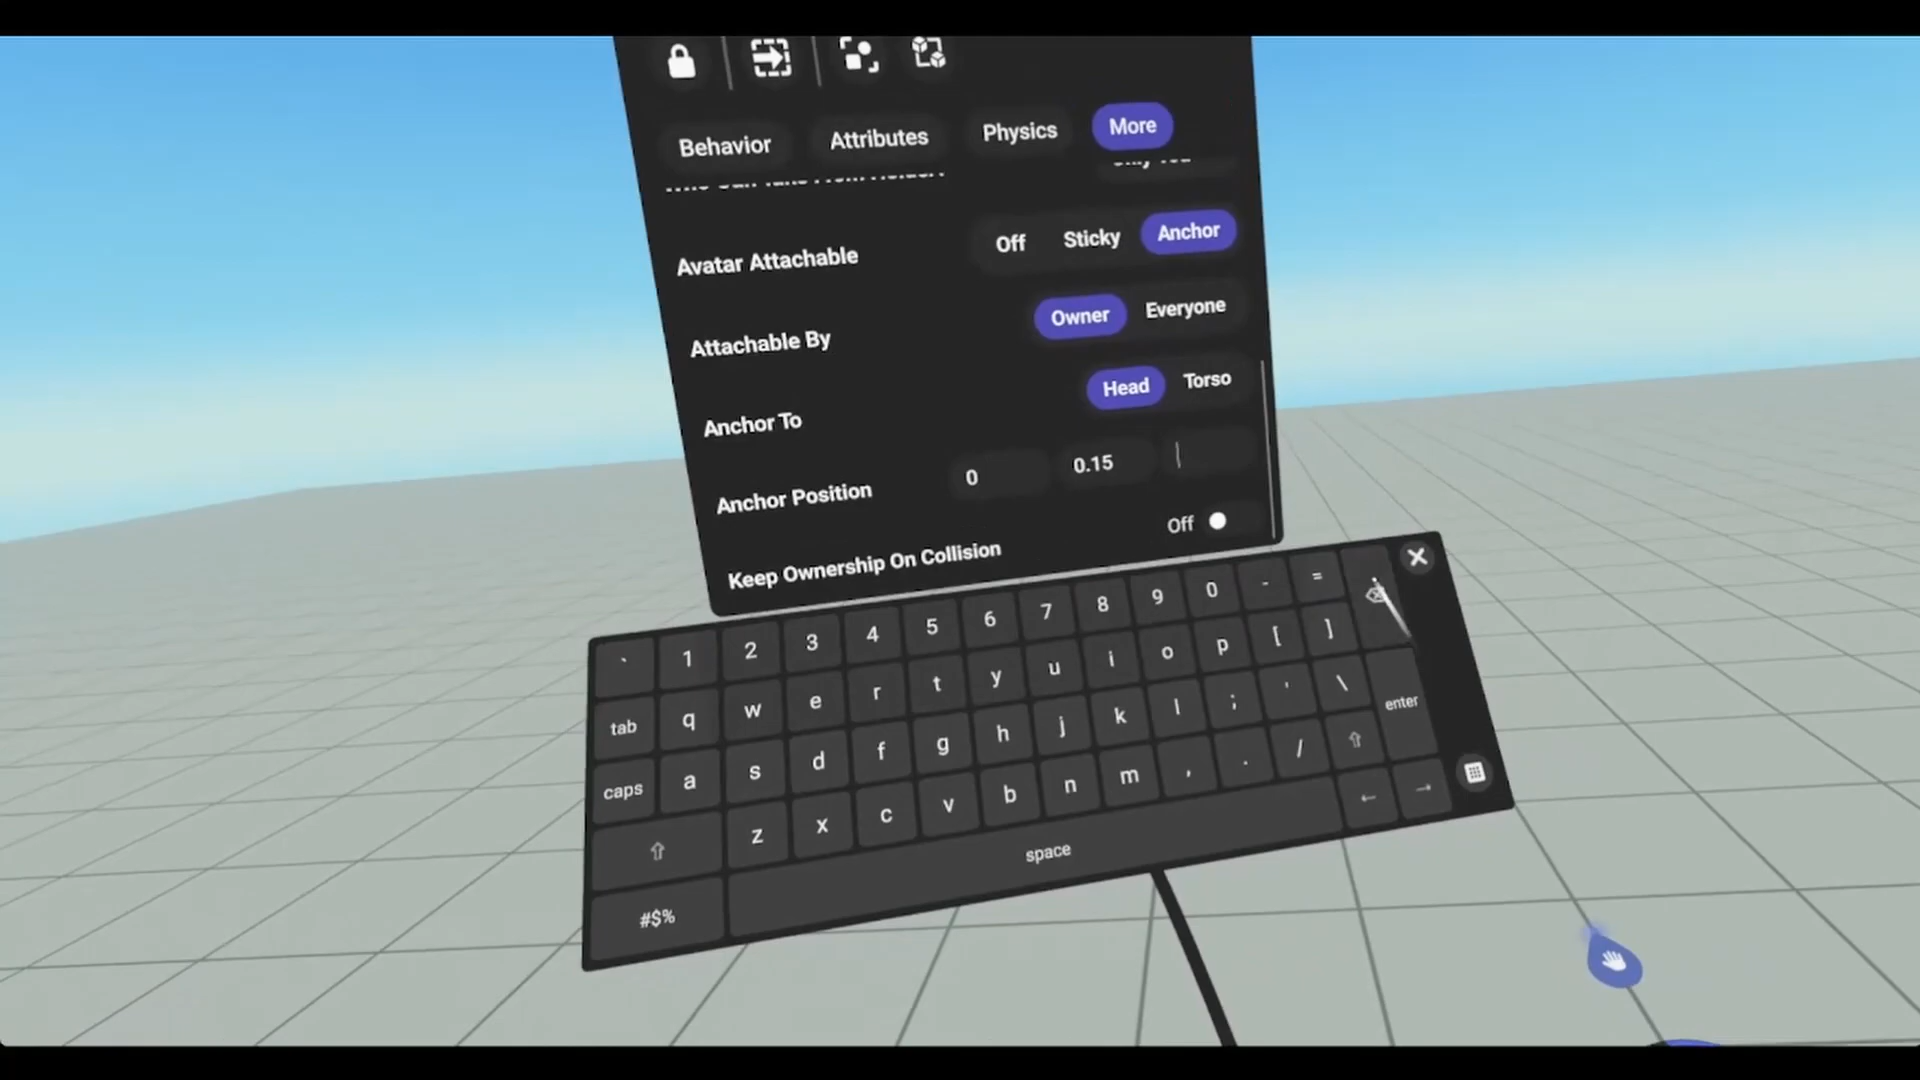 Behavior Attributes Physics More
Avatar Attachable Off Sticky Anchor
Attachable By Owner Everyone
Anchor To Head Torso
Anchor Position 0 0.15
Keep Ownership On Collision Off
` 1 2 3 4 5 6 7 8 9 0 - =
tab q w e r t y u i o p [ ] 
caps a s d f g h j k l ; ' \ enter
z x c v b n m , . /
#$% space ← →